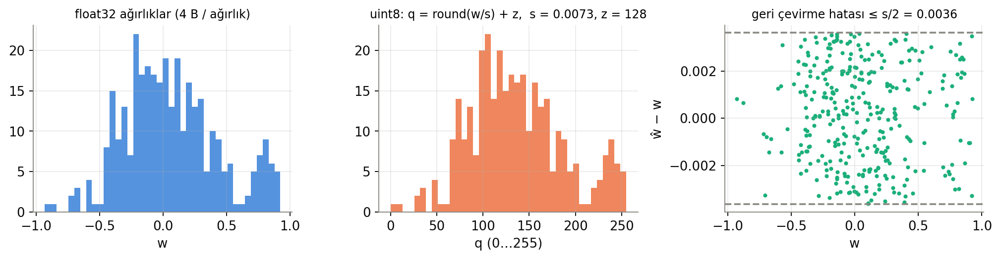 float32 ağırlıklar (4 B / ağırlık)
20
15
10
5
0
−1.0 −0.5 0.0 0.5 1.0
w
uint8: q = round(w/s) + z,  s = 0.0073, z = 128
20
15
10
5
0
0 50 100 150 200 250
q (0...255)
geri çevirme hatası ≤ s/2 = 0.0036
ŵ − w
0.002
0.000
−0.002
−1.0 −0.5 0.0 0.5 1.0
w